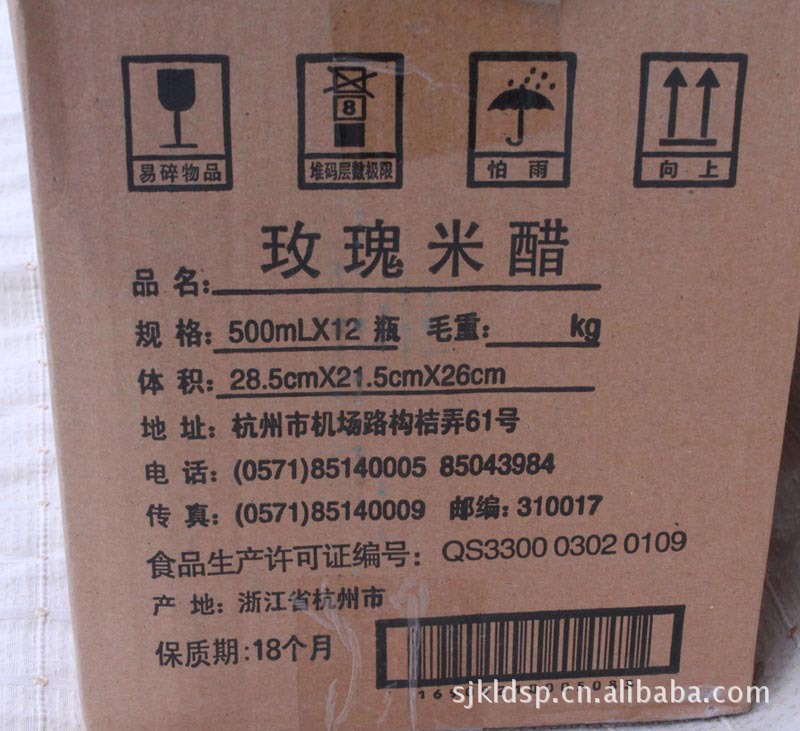 易碎物品
8
堆码层数极限
怕雨
向上
玫瑰米醋
品名:
规格: 500mLX12 瓶 毛重: kg
体积: 28.5cmX21.5cmX26cm
地址: 杭州市机场路构桔弄61号
电话: (0571)85140005 85043984
传真: (0571)85140009 邮编: 310017
食品生产许可证编号: QS3300 0302 0109
产地: 浙江省杭州市
保质期:18个月
sjkldsp.cn.alibaba.com